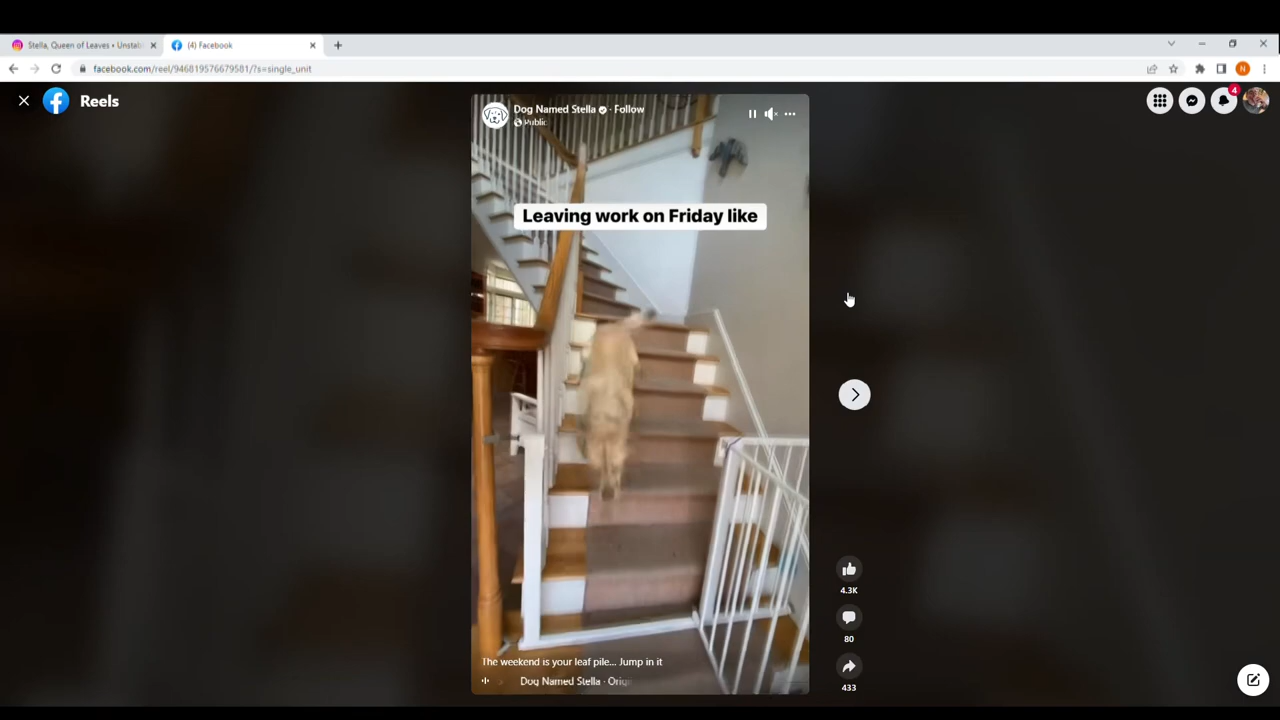 Stella, Queen of Leaves • Unstai
(4) Facebook
facebook.com/reel/946819576679581/?s=single_unit
N
Reels
4
Dog Named Stella · Follow
Public
Leaving work on Friday like
4.3K
80
433
The weekend is your leaf pile... Jump in it
Dog Named Stella · Orig